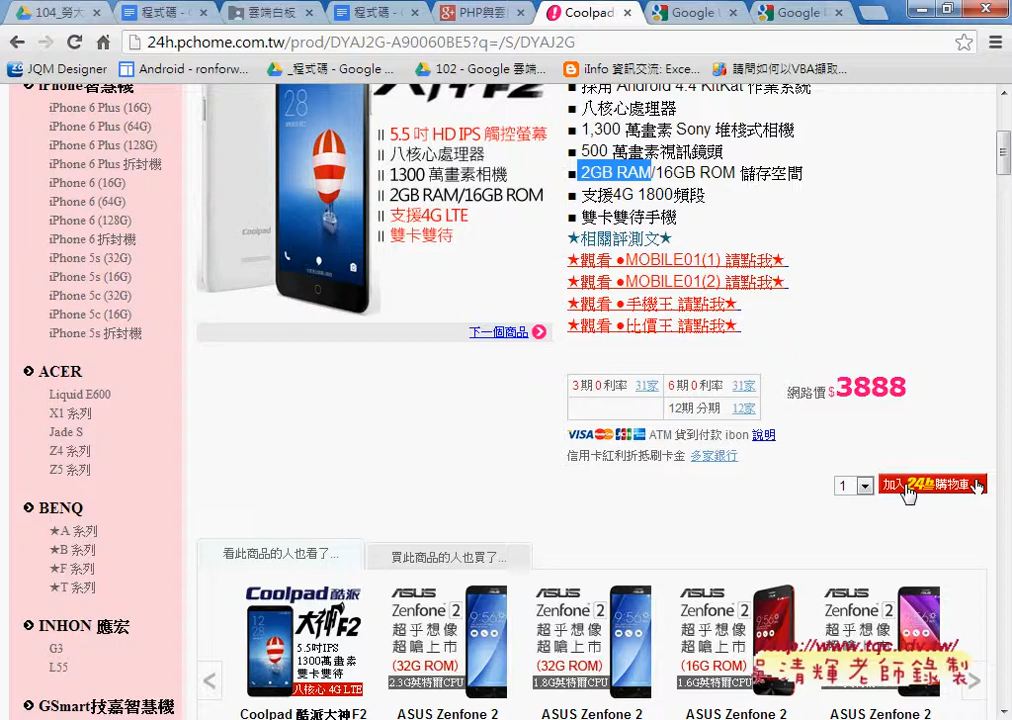 104_勞大
程式碼 -
雲端白板
程式碼 -
PHP與雲
Coolpad
Google
Google
24h.pchome.com.tw/prod/DYAJ2G-A90060BE5?q=/S/DYAJ2G
JQM Designer
Android - ronforw...
_程式碼 - Google ...
102 - Google 雲端...
iInfo 資訊交流: Exce...
請問如何以VBA擷取...
iPhone智慧機
iPhone 6 Plus (16G)
iPhone 6 Plus (64G)
iPhone 6 Plus (128G)
iPhone 6 Plus 拆封機
iPhone 6 (16G)
iPhone 6 (64G)
iPhone 6 (128G)
iPhone 6 拆封機
iPhone 5s (32G)
iPhone 5s (16G)
iPhone 5c (32G)
iPhone 5c (16G)
iPhone 5s 拆封機
ACER
Liquid E600
X1 系列
Jade S
Z4 系列
Z5 系列
BENQ
★A 系列
★B 系列
★F 系列
★T 系列
INHON 應宏
G3
L55
GSmart技嘉智慧機
大神F2
28
Coolpad
II 5.5 吋 HD IPS 觸控螢幕
II 八核心處理器
II 1300 萬畫素相機
II 2GB RAM/16GB ROM
II 支援4G LTE
II 雙卡雙待
下一個商品
■ 採用 Android 4.4 KitKat 作業系統
■ 八核心處理器
■ 1,300 萬畫素 Sony 堆棧式相機
■ 500 萬畫素視訊鏡頭
■ 2GB RAM/16GB ROM 儲存空間
■ 支援4G 1800頻段
■ 雙卡雙待手機
★相關評測文★
★觀看 ●MOBILE01(1) 請點我★
★觀看 ●MOBILE01(2) 請點我★
★觀看 ●手機王 請點我★
★觀看 ●比價王 請點我★
3期0利率 31家 6期0利率 31家
12期分期 12家
網路價$3888
VISA JCB ATM 貨到付款 ibon 說明
信用卡紅利折抵刷卡金 多家銀行
1
加入24h購物車
看此商品的人也看了...
買此商品的人也買了...
Coolpad 酷派
大神F2
5.5吋IPS
1300萬畫素
雙卡雙待
八核心 4G LTE
Coolpad 酷派大神F2
ASUS
Zenfone 2
超乎想像
超嗆上市
(32G ROM)
2.3G英特爾CPU
ASUS Zenfone 2
ASUS
Zenfone 2
超乎想像
超嗆上市
(32G ROM)
1.8G英特爾CPU
ASUS Zenfone 2
ASUS
Zenfone 2
超乎想像
超嗆上市
(16G ROM)
1.6G英特爾CPU
ASUS Zenfone 2
ASUS
Zenfone 2
超乎想像
ASUS Zenfone 2
http://www.tqc.idv.tw/
吳清輝老師錄製